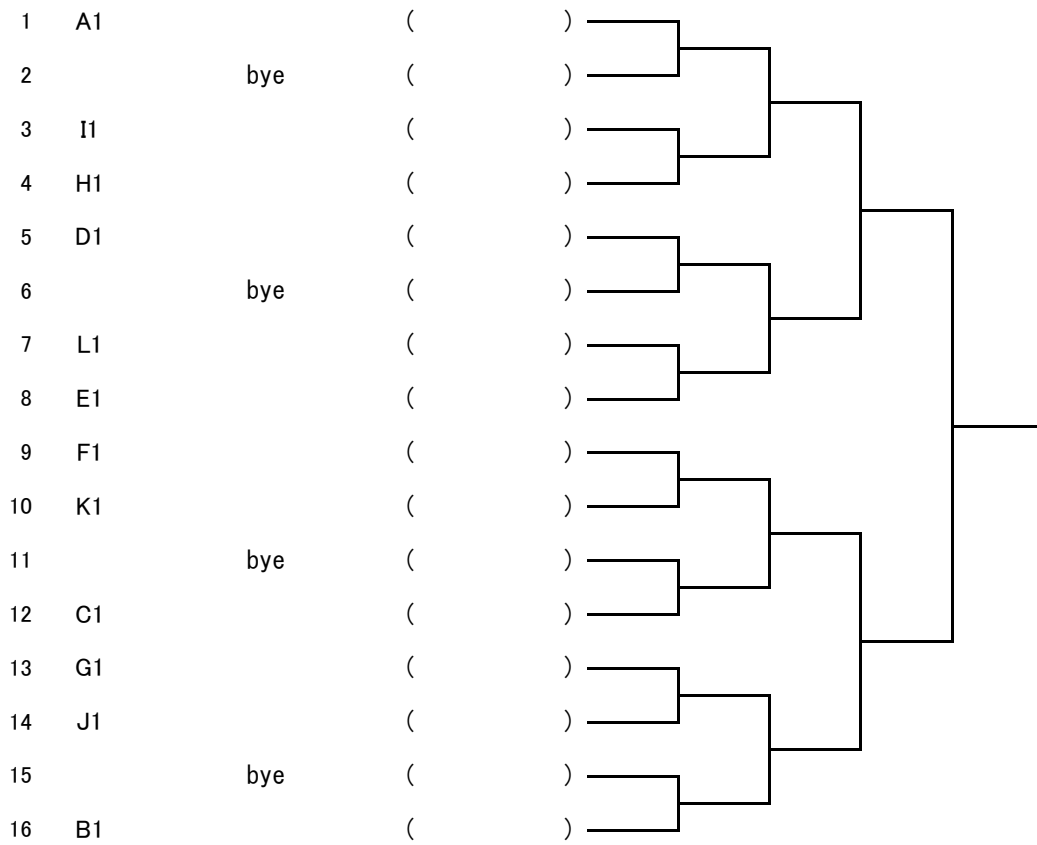 1 A1 ( )
2 bye ( )
3 I1 ( )
4 H1 ( )
5 D1 ( )
6 bye ( )
7 L1 ( )
8 E1 ( )
9 F1 ( )
10 K1 ( )
11 bye ( )
12 C1 ( )
13 G1 ( )
14 J1 ( )
15 bye ( )
16 B1 ( )